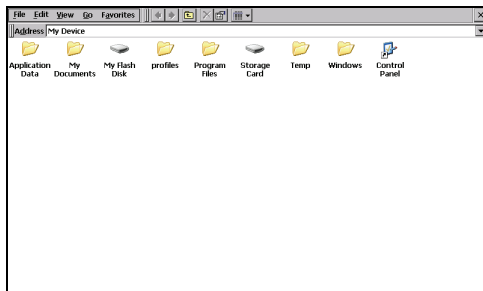 File Edit View Go Favorites
Address My Device
Application Data
My Documents
My Flash Disk
profiles
Program Files
Storage Card
Temp
Windows
Control Panel